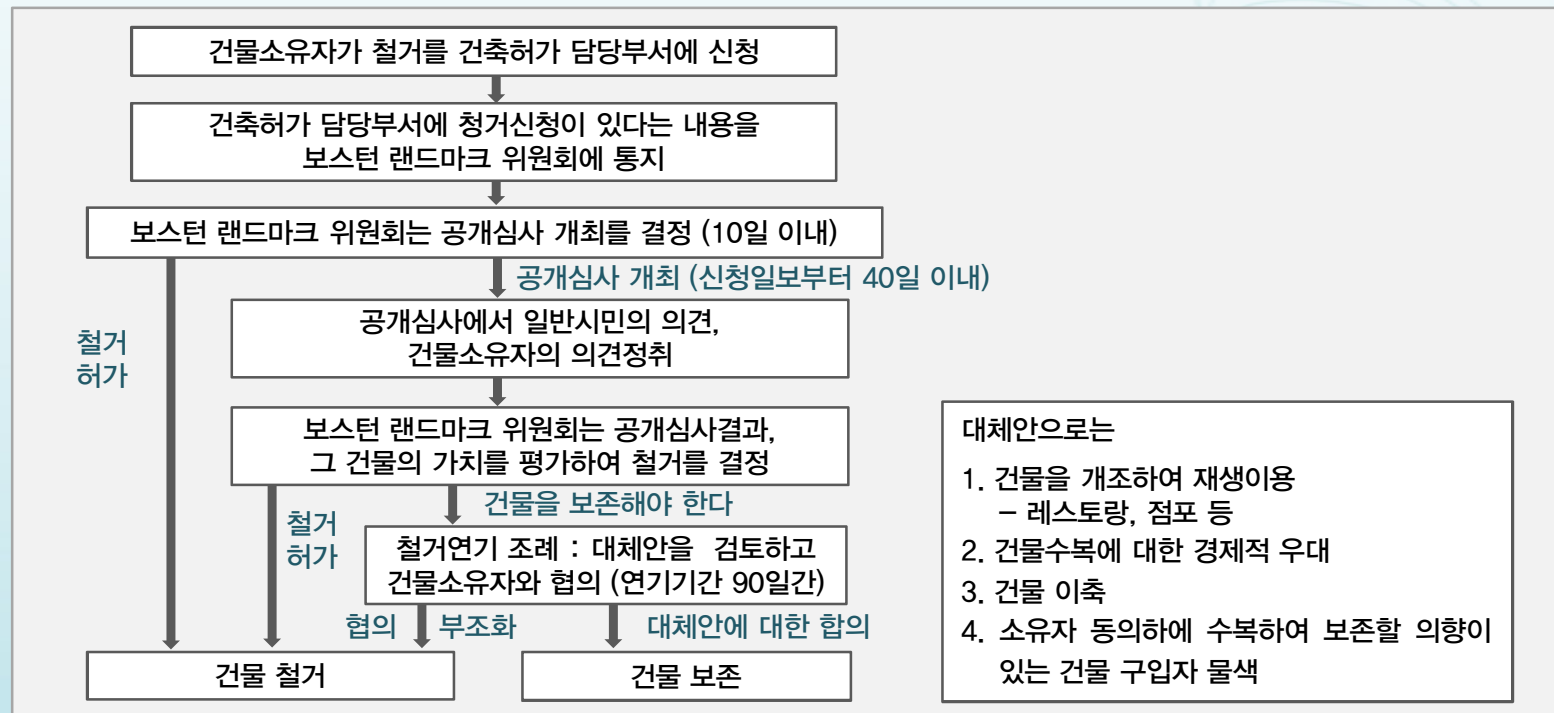 건물소유자가 철거를 건축허가 담당부서에 신청
건축허가 담당부서에 청거신청이 있다는 내용을
보스턴 랜드마크 위원회에 통지
보스턴 랜드마크 위원회는 공개심사 개최를 결정 (10일 이내)
공개심사 개최 (신청일보부터 40일 이내)
철거
허가
공개심사에서 일반시민의 의견,
건물소유자의 의견정취
보스턴 랜드마크 위원회는 공개심사결과,
그 건물의 가치를 평가하여 철거를 결정
건물을 보존해야 한다
철거
허가
철거연기 조례 : 대체안을 검토하고
건물소유자와 협의 (연기기간 90일간)
협의 부조화
대체안에 대한 합의
건물 철거
건물 보존
대체안으로는
1. 건물을 개조하여 재생이용
– 레스토랑, 점포 등
2. 건물수복에 대한 경제적 우대
3. 건물 이축
4. 소유자 동의하에 수복하여 보존할 의향이
있는 건물 구입자 물색